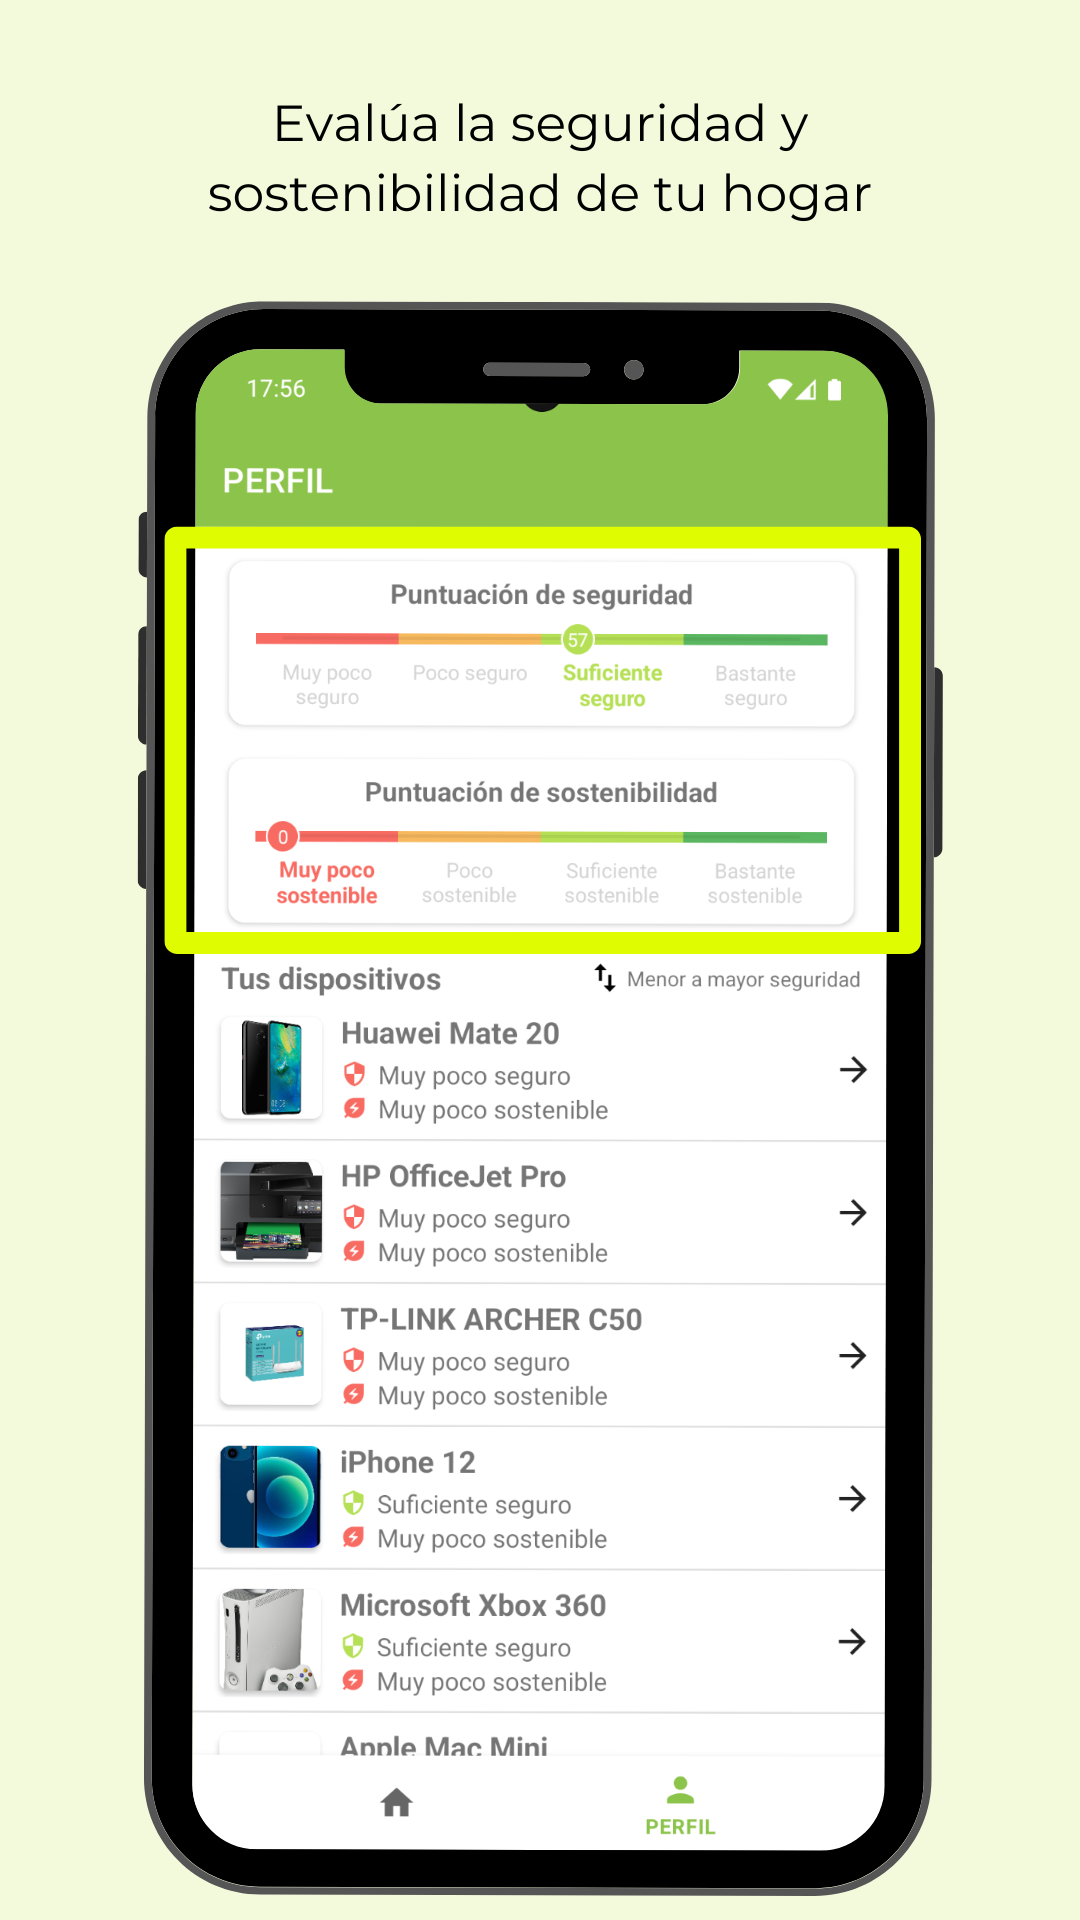 Evalúa la seguridad y
sostenibilidad de tu hogar
17:56
PERFIL
Puntuación de seguridad
57
Muy poco
seguro
Poco seguro
Suficiente
seguro
Bastante
seguro
Puntuación de sostenibilidad
0
Muy poco
sostenible
Poco
sostenible
Suficiente
sostenible
Bastante
sostenible
Tus dispositivos
Menor a mayor seguridad
Huawei Mate 20
Muy poco seguro
Muy poco sostenible
HP OfficeJet Pro
Muy poco seguro
Muy poco sostenible
TP-LINK ARCHER C50
Muy poco seguro
Muy poco sostenible
iPhone 12
Suficiente seguro
Muy poco sostenible
Microsoft Xbox 360
Suficiente seguro
Muy poco sostenible
Apple Mac Mini
PERFIL